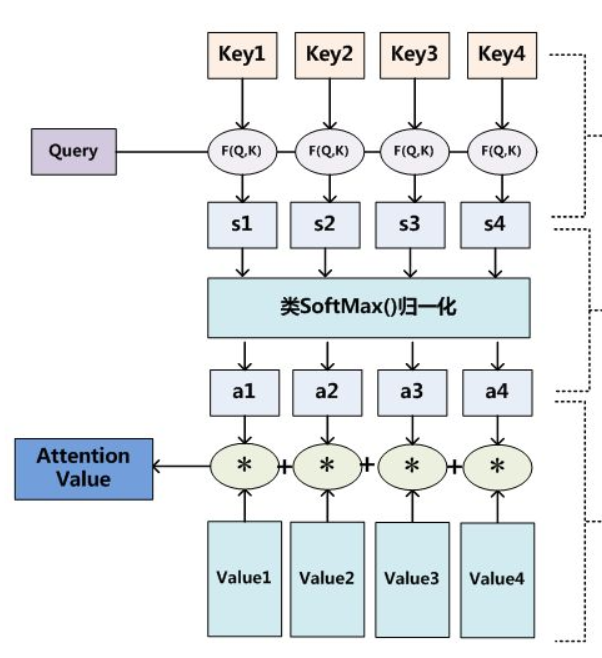 Key1 Key2 Key3 Key4
Query F(Q,K) F(Q,K) F(Q,K) F(Q,K)
s1 s2 s3 s4
类SoftMax()归一化
a1 a2 a3 a4
Attention
Value
* + * + * + *
Value1 Value2 Value3 Value4